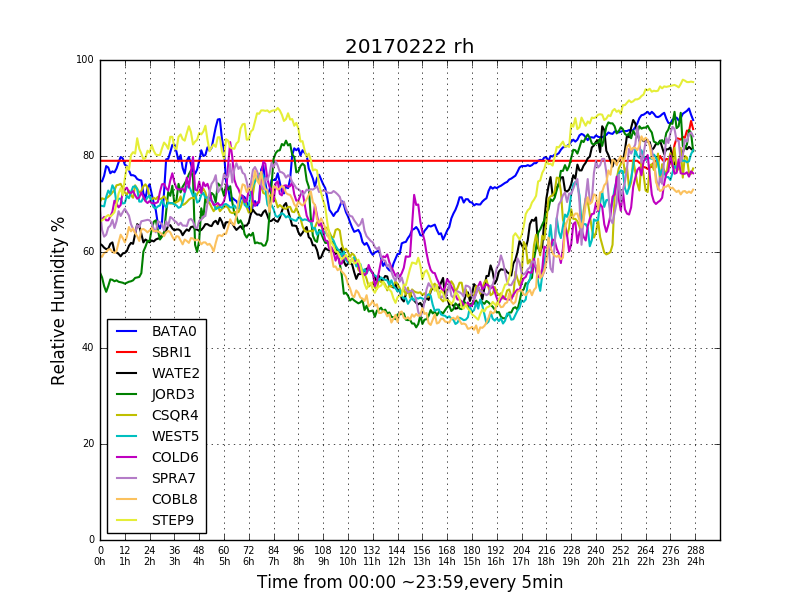 20170222 rh
100
80
60
40
20
0
Relative Humidity %
BATA0
SBRI1
WATE2
JORD3
CSQR4
WEST5
COLD6
SPRA7
COBL8
STEP9
0 12 24 36 48 60 72 84 96 108 120 132 144 156 168 180 192 204 216 228 240 252 264 276 288
0h 1h 2h 3h 4h 5h 6h 7h 8h 9h 10h 11h 12h 13h 14h 15h 16h 17h 18h 19h 20h 21h 22h 23h 24h
Time from 00:00 ~23:59,every 5min